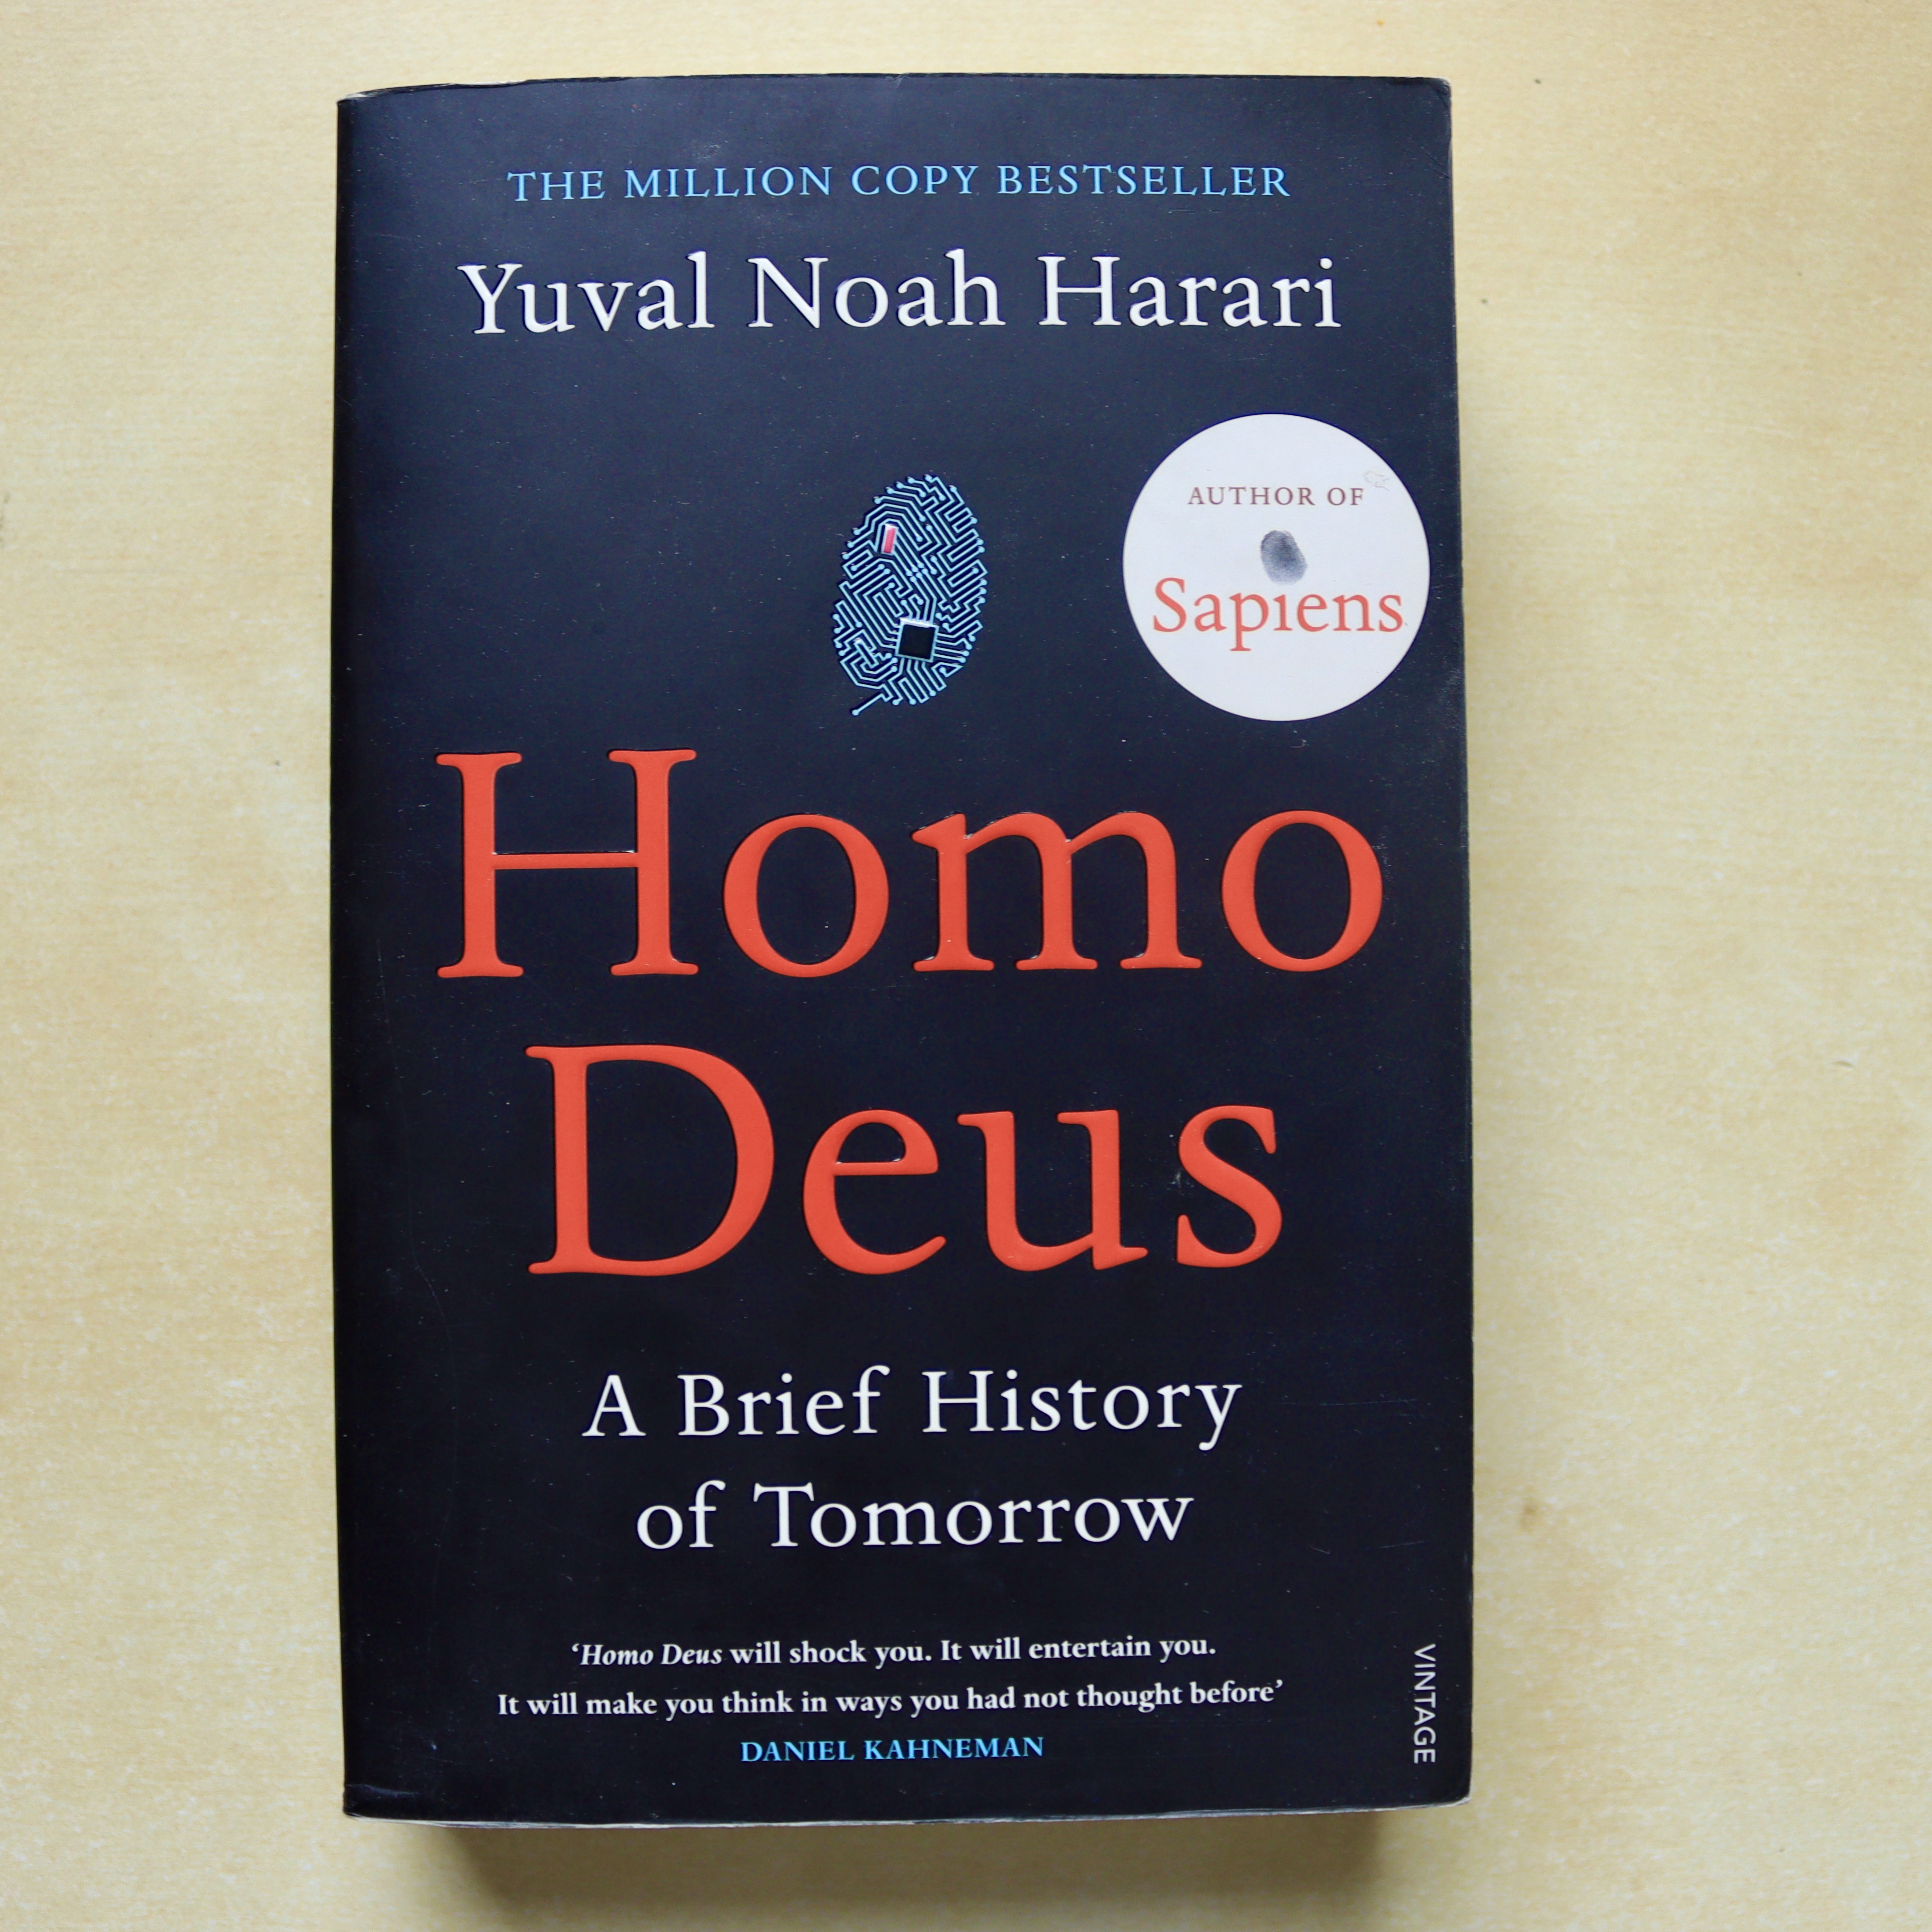 THE MILLION COPY BESTSELLER
Yuval Noah Harari
AUTHOR OF
Sapiens
Homo
Deus
A Brief History
of Tomorrow
‘Homo Deus will shock you. It will entertain you.
It will make you think in ways you had not thought before’
DANIEL KAHNEMAN
VINTAGE